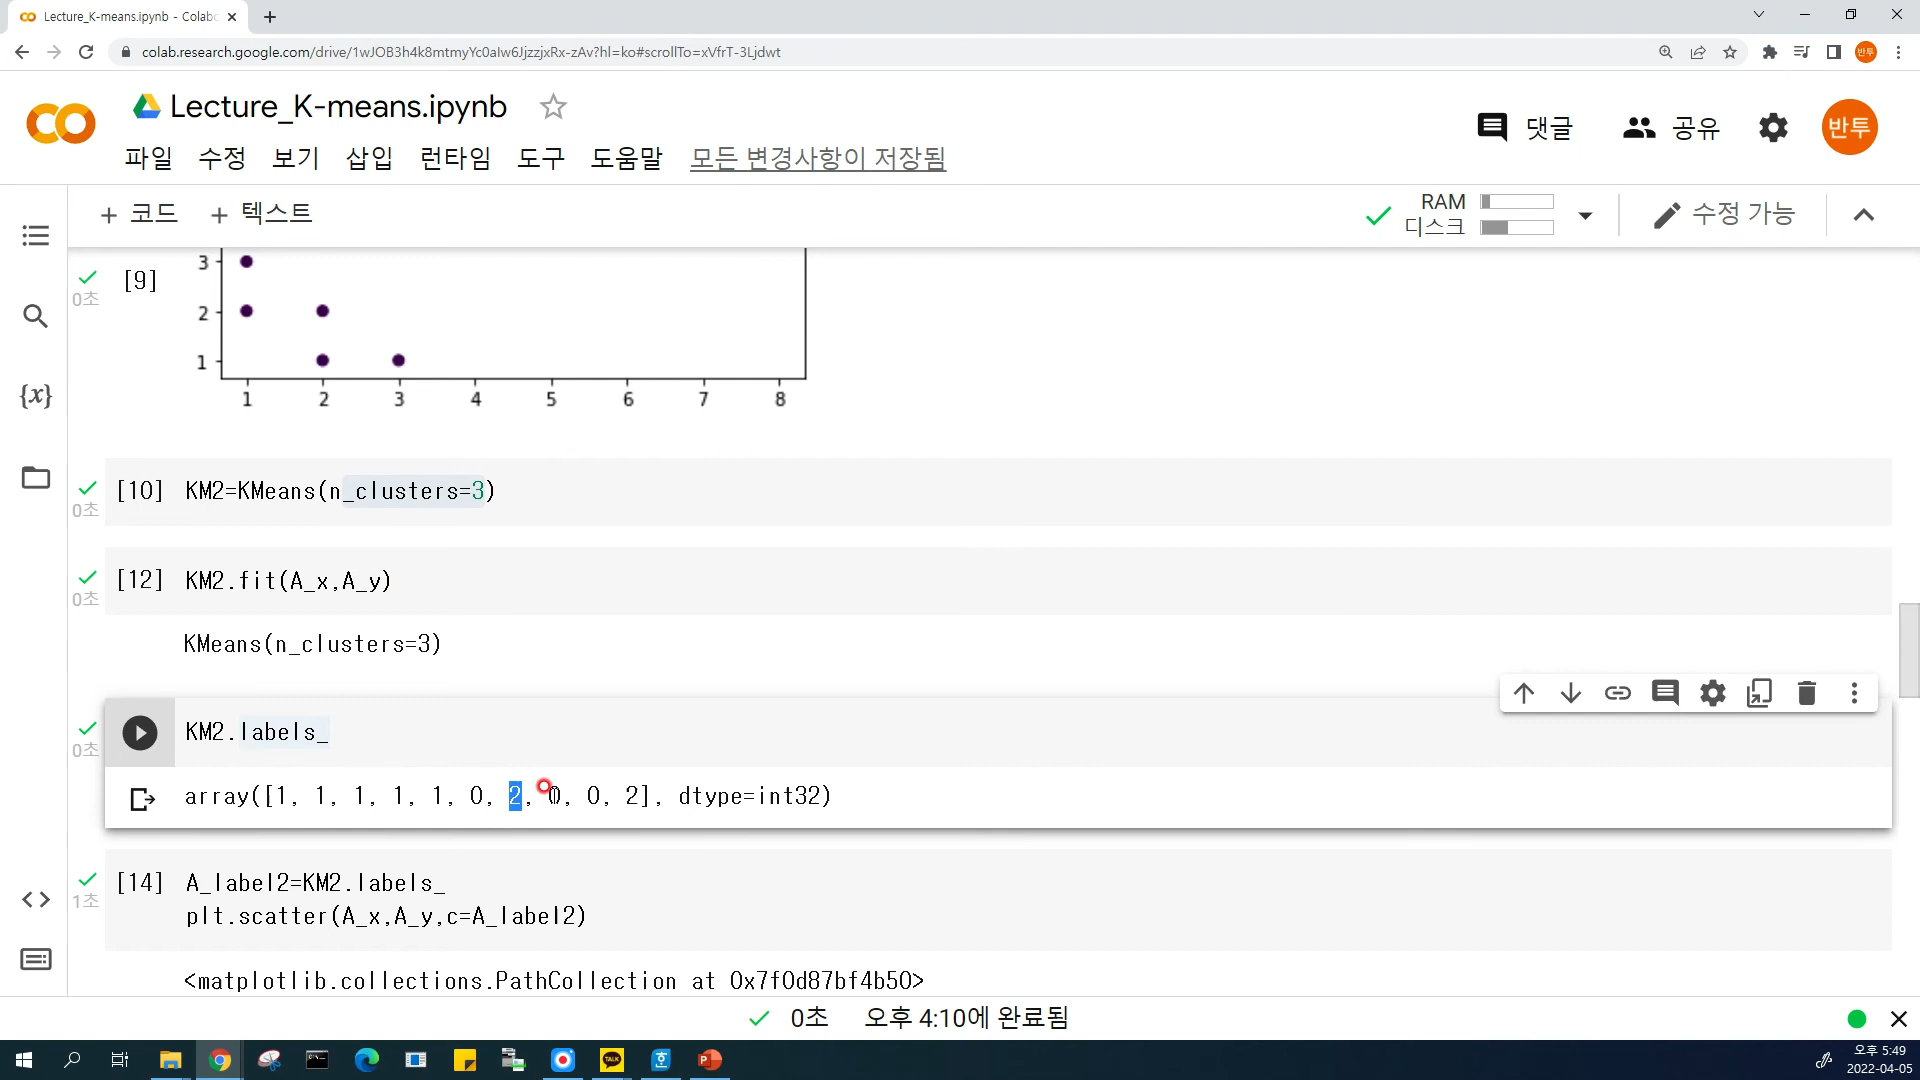 Lecture_K-means.ipynb - Colabo
colab.research.google.com/drive/1wJOB3h4k8mtmyYc0aIw6JjzzjxRx-zAv?hl=ko#scrollTo=xVfrT-3Ljdwt
반투
Lecture_K-means.ipynb
파일 수정 보기 삽입 런타임 도구 도움말 모든 변경사항이 저장됨
댓글 공유 반투
+ 코드 + 텍스트
RAM
디스크
수정 가능
{x}
0초 [9]
3
2
1
1 2 3 4 5 6 7 8
0초 [10] KM2=KMeans(n_clusters=3)
0초 [12] KM2.fit(A_x,A_y)
KMeans(n_clusters=3)
0초 KM2.labels_
array([1, 1, 1, 1, 1, 0, 2, 0, 0, 2], dtype=int32)
1초 [14] A_label2=KM2.labels_
plt.scatter(A_x,A_y,c=A_label2)
<matplotlib.collections.PathCollection at 0x7f0d87bf4b50>
0초 오후 4:10에 완료됨
TALK
오후 5:49
2022-04-05